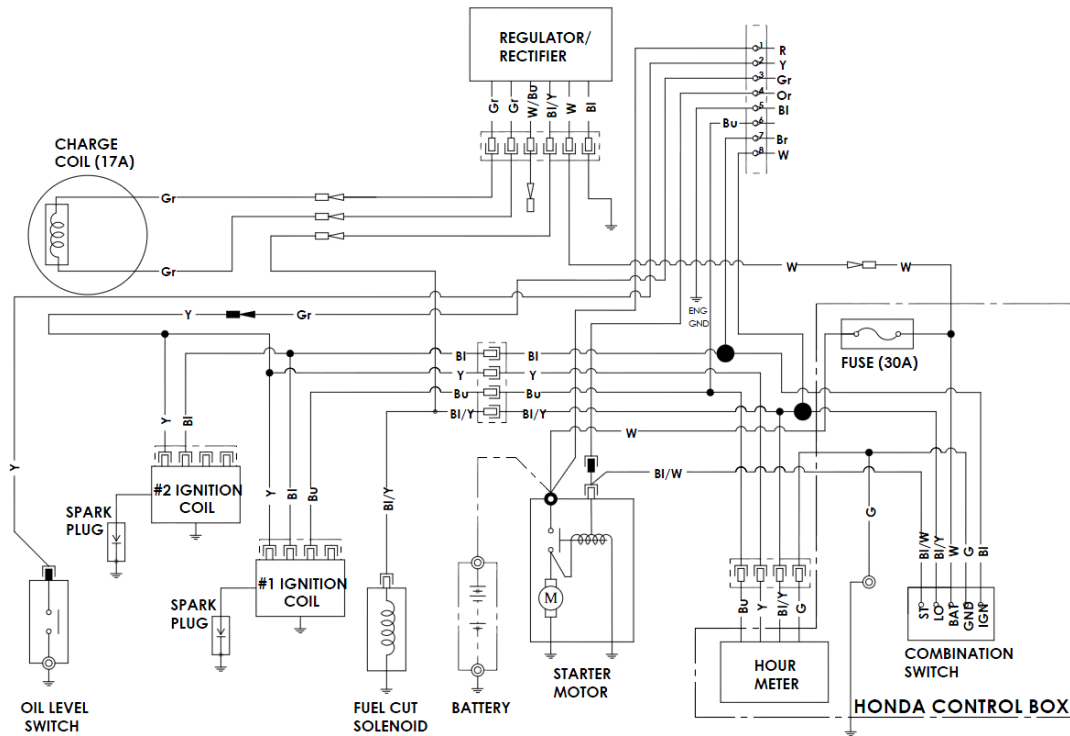 REGULATOR/
RECTIFIER
Gr
Gr
W/Bu
Bl/Y
W
Bl
1 R
2 Y
3 Gr
4 Or
5 Bl
Bu 6
7 Br
8 W
CHARGE
COIL (17A)
Gr
Gr
W
W
ENG
GND
Y
Gr
FUSE (30A)
Bl
Bl
Y
Y
Bu
Bu
Bl/Y
Bl/Y
W
Y
Bl
Y
Bl/W
#2 IGNITION
COIL
SPARK
PLUG
Y
Bl
Bu
Bl/Y
G
#1 IGNITION
COIL
SPARK
PLUG
M
Bl/W
Bl/Y
W
G
Bl
ST
LO
BAT
GND
IGN
Bu
Y
Bl/Y
G
OIL LEVEL
SWITCH
FUEL CUT
SOLENOID
BATTERY
STARTER
MOTOR
HOUR
METER
COMBINATION
SWITCH
HONDA CONTROL BOX